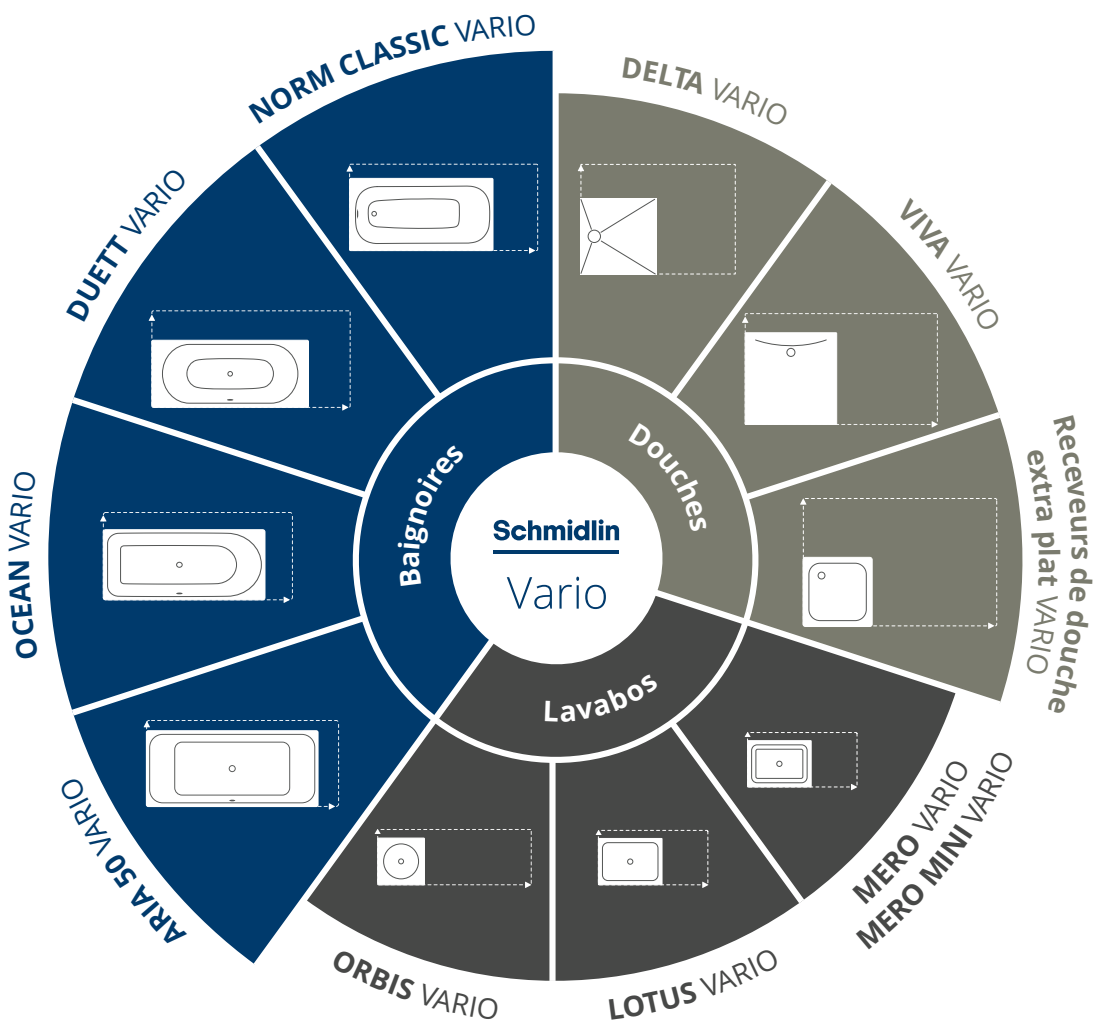 NORM CLASSIC VARIO
DELTA VARIO
DUETT VARIO
VIVA VARIO
Baignoires
Douches
Receveurs de douche
extra plat VARIO
OCEAN VARIO
Schmidlin
Vario
Lavabos
ARIA 50 VARIO
MERO VARIO
MERO MINI VARIO
ORBIS VARIO
LOTUS VARIO